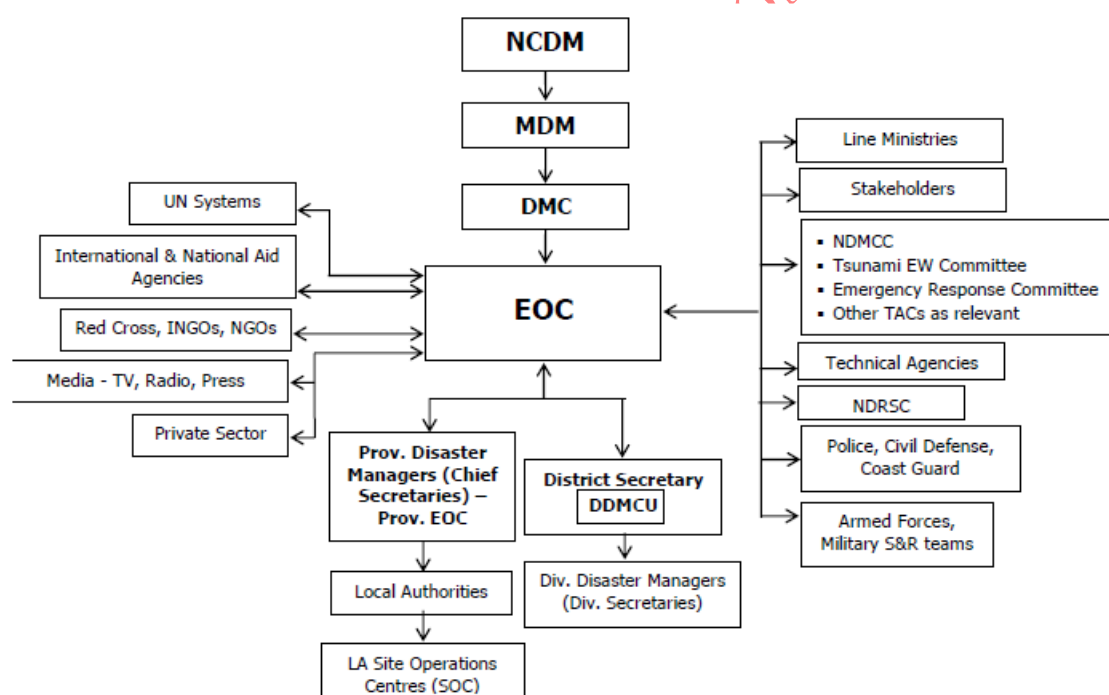 NCDM
MDM
DMC
EOC
UN Systems
International & National Aid
Agencies
Red Cross, INGOs, NGOs
Media - TV, Radio, Press
Private Sector
Line Ministries
Stakeholders
▪ NDMCC
▪ Tsunami EW Committee
▪ Emergency Response Committee
▪ Other TACs as relevant
Technical Agencies
NDRSC
Police, Civil Defense,
Coast Guard
Armed Forces,
Military S&R teams
Prov. Disaster
Managers (Chief
Secretaries) –
Prov. EOC
Local Authorities
LA Site Operations
Centres (SOC)
District Secretary
DDMCU
Div. Disaster Managers
(Div. Secretaries)